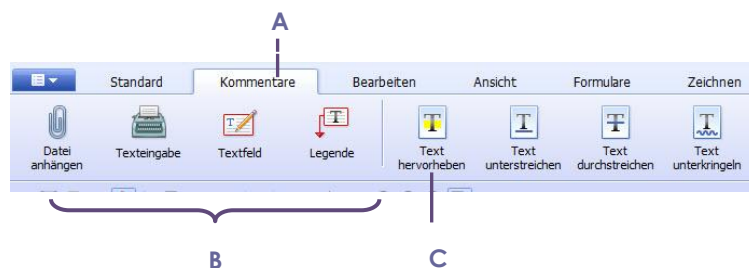 A
Standard Kommentare Bearbeiten Ansicht Formulare Zeichnen
Datei anhängen
Texteingabe
Textfeld
Legende
Text hervorheben
Text unterstreichen
Text durchstreichen
Text unterkringeln
B C